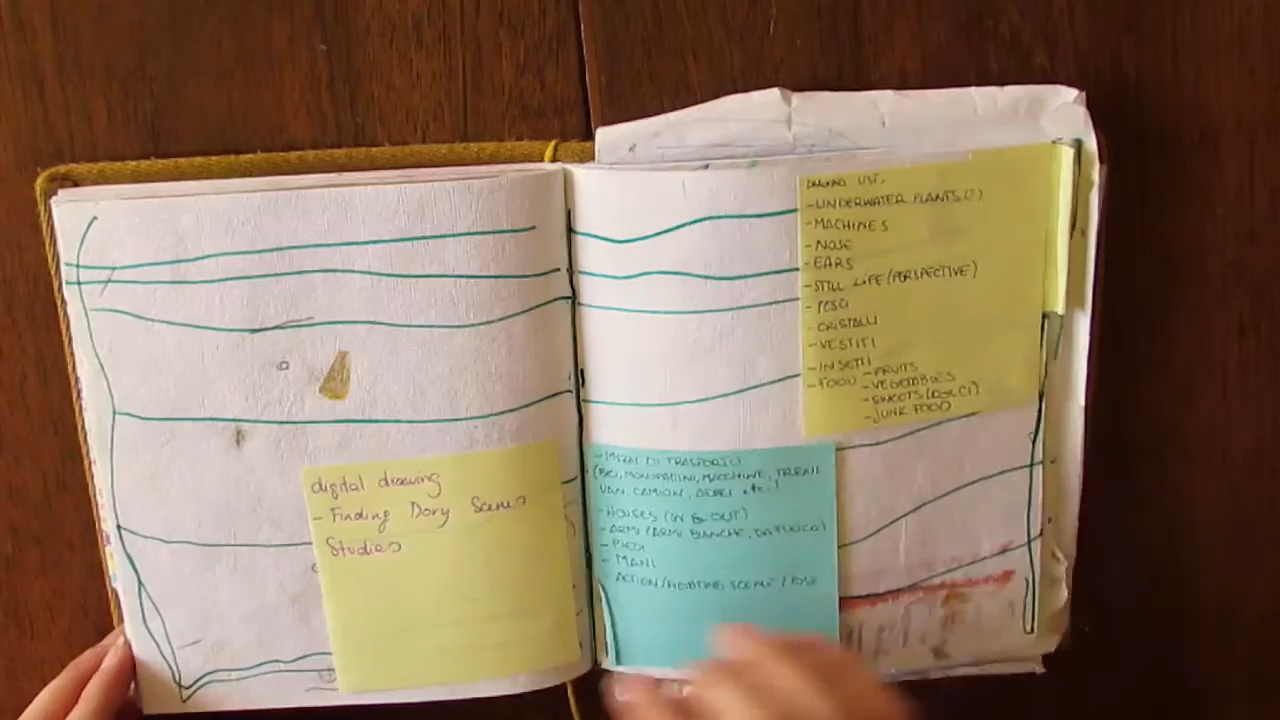 digital drawing
- Finding Dory Scenes
Studies
DRAWING LIST:
- UNDERWATER PLANTS (?)
- MACHINES
- NOSE
- EARS
- STILL LIFE (PERSPECTIVE)
- PESCI
- CRISTALLI
- VESTITI
- INSETTI
- FOOD - FRUITS
- VEGETABLES
- SWEETS (DOLCI)
- JUNK FOOD
- MEZZI DI TRASPORTO
(BICI, MONOPATTINI, MACCHINE, TRENI
VAN, CAMION, AEREI etc.)
- HOUSES (IN & OUT)
- ARMI (ARMI BIANCHE, DA FUOCO)
- PIEDI
- MANI
- ACTION/FIGHTING SCENE / POSE